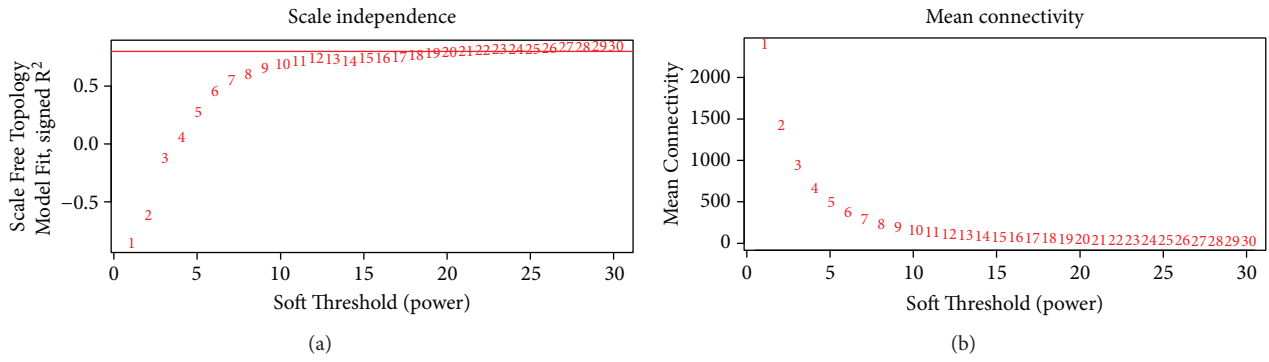 Scale independence
Scale Free Topology
Model Fit, signed R²
0.5
0.0
−0.5
1 2 3 4 5 6 7 8 9 10 11 12 13 14 15 16 17 18 19 20 21 22 23 24 25 26 27 28 29 30
0 5 10 15 20 25 30
Soft Threshold (power)
(a)
Mean connectivity
Mean Connectivity
2000
1500
1000
500
0
1 2 3 4 5 6 7 8 9 10 11 12 13 14 15 16 17 18 19 20 21 22 23 24 25 26 27 28 29 30
0 5 10 15 20 25 30
Soft Threshold (power)
(b)